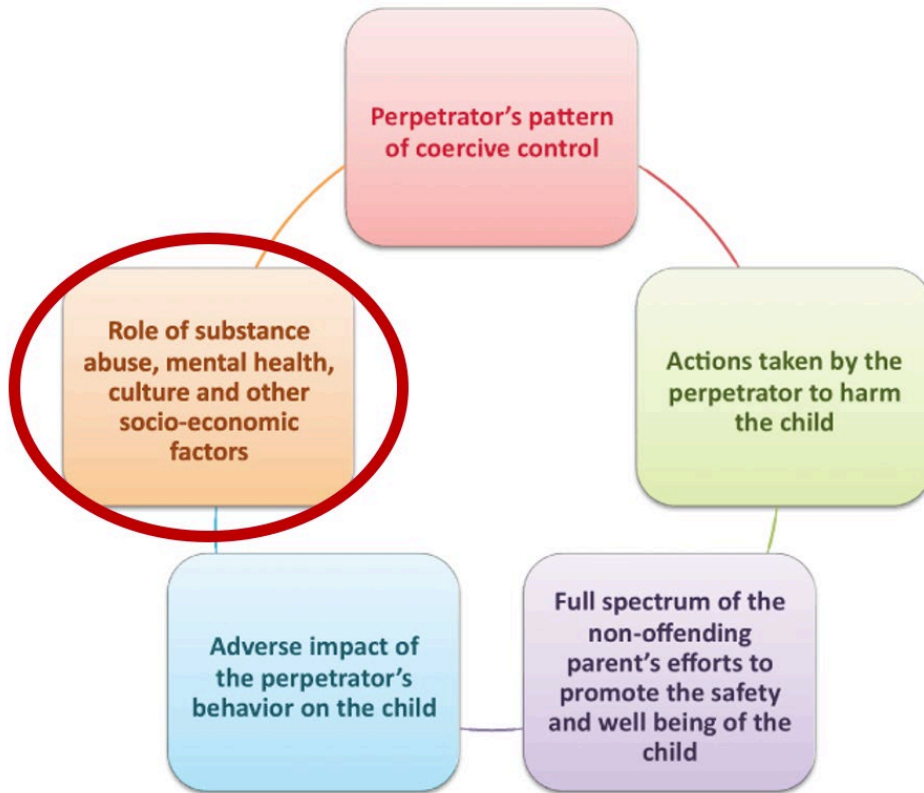 Perpetrator's pattern
of coercive control
Actions taken by the
perpetrator to harm
the child
Full spectrum of the
non-offending
parent's efforts to
promote the safety
and well being of the
child
Adverse impact of
the perpetrator's
behavior on the child
Role of substance
abuse, mental health,
culture and other
socio-economic
factors